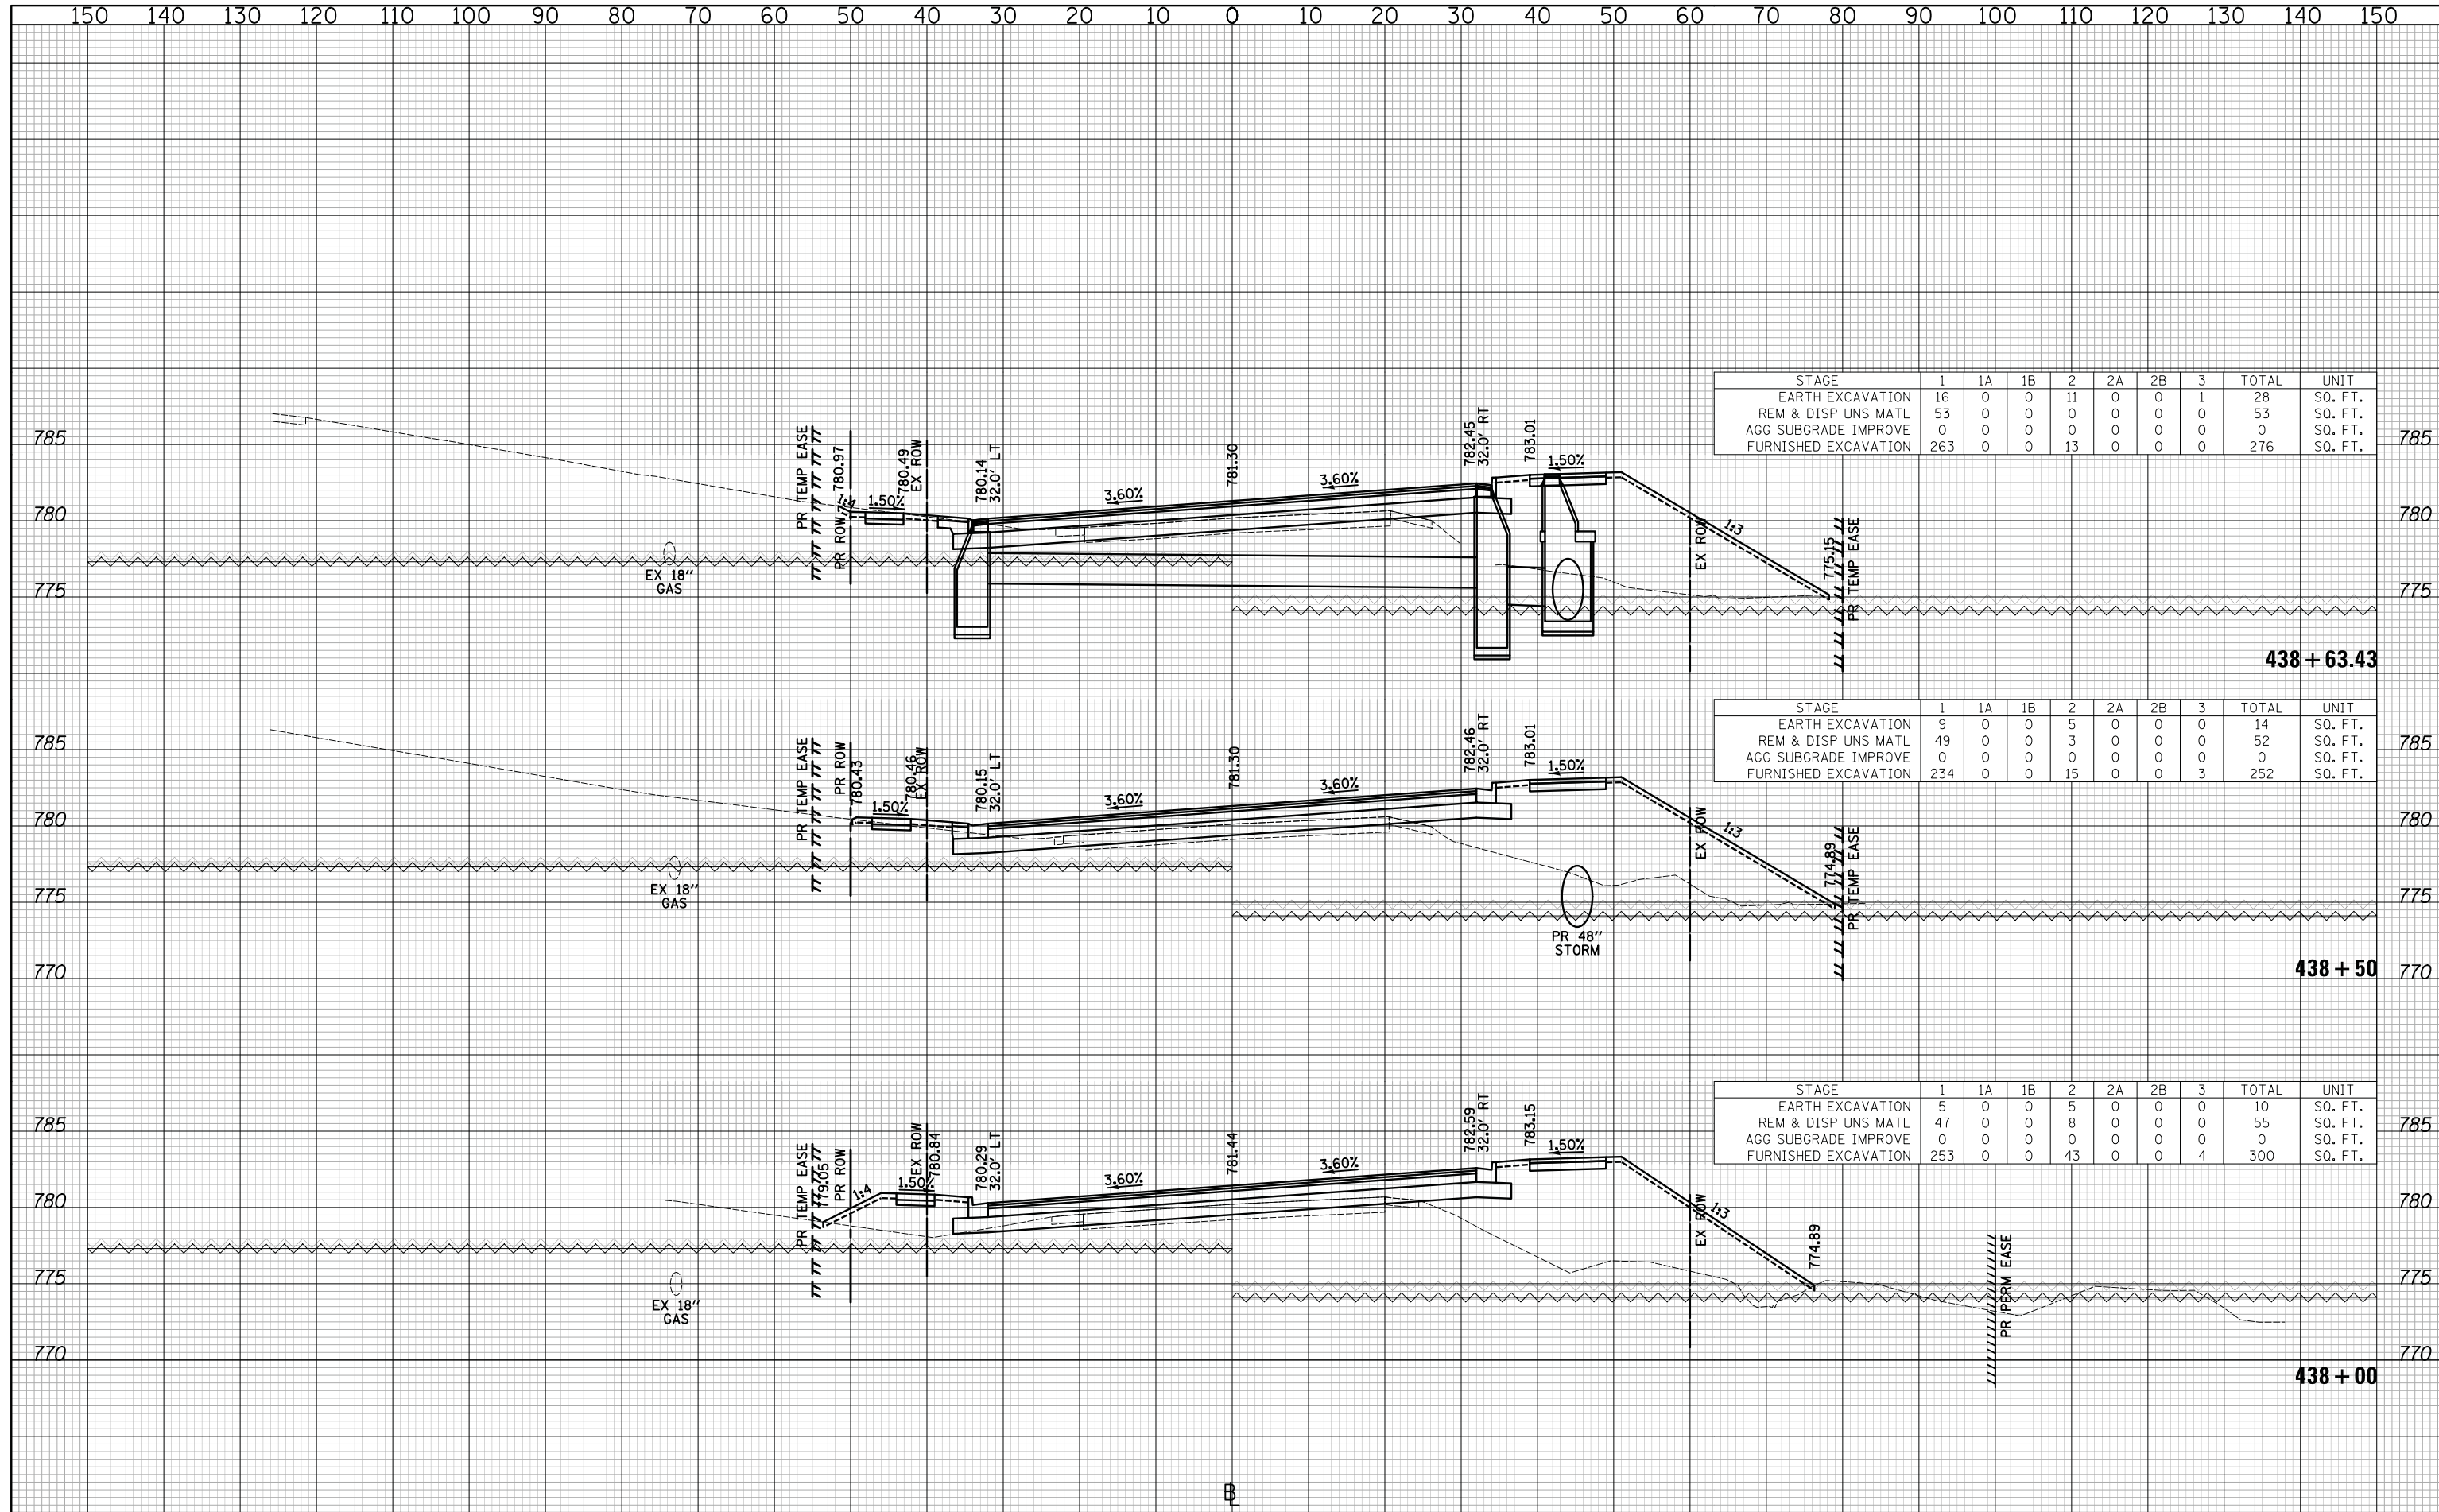 150 140 130 120 110 100 90 80 70 60 50 40 30 20 10 0 10 20 30 40 50 60 70 80 90 100 110 120 130 140 150
STAGE 1 1A 1B 2 2A 2B 3 TOTAL UNIT
EARTH EXCAVATION 16 0 0 11 0 0 1 28 SQ. FT.
REM & DISP UNS MATL 53 0 0 0 0 0 0 53 SQ. FT.
AGG SUBGRADE IMPROVE 0 0 0 0 0 0 0 0 SQ. FT.
FURNISHED EXCAVATION 263 0 0 13 0 0 0 276 SQ. FT.
785
780
775
PR TEMP EASE
PR ROW
780.97
1:4
1.50%
780.49
EX ROW
780.14
32.0' LT
3.60%
781.30
3.60%
782.45
32.0' RT
783.01
1.50%
EX ROW
1:3
775.15
PR TEMP EASE
785
780
775
EX 18"
GAS
438+63.43
STAGE 1 1A 1B 2 2A 2B 3 TOTAL UNIT
EARTH EXCAVATION 9 0 0 5 0 0 0 14 SQ. FT.
REM & DISP UNS MATL 49 0 0 3 0 0 0 52 SQ. FT.
AGG SUBGRADE IMPROVE 0 0 0 0 0 0 0 0 SQ. FT.
FURNISHED EXCAVATION 234 0 0 15 0 0 3 252 SQ. FT.
785
780
775
770
PR TEMP EASE
PR ROW
780.43
1.50%
780.46
EX ROW
780.15
32.0' LT
3.60%
781.30
3.60%
782.46
32.0' RT
783.01
1.50%
EX ROW
1:3
774.89
PR TEMP EASE
785
780
775
770
EX 18"
GAS
PR 48"
STORM
438+50
STAGE 1 1A 1B 2 2A 2B 3 TOTAL UNIT
EARTH EXCAVATION 5 0 0 5 0 0 0 10 SQ. FT.
REM & DISP UNS MATL 47 0 0 8 0 0 0 55 SQ. FT.
AGG SUBGRADE IMPROVE 0 0 0 0 0 0 0 0 SQ. FT.
FURNISHED EXCAVATION 253 0 0 43 0 0 4 300 SQ. FT.
785
780
775
770
PR TEMP EASE
779.05
PR ROW
1:4
1.50%
EX ROW
780.84
780.29
32.0' LT
3.60%
781.44
3.60%
782.59
32.0' RT
783.15
1.50%
EX ROW
1:3
774.89
PR PERM EASE
785
780
775
770
EX 18"
GAS
438+00
B
L